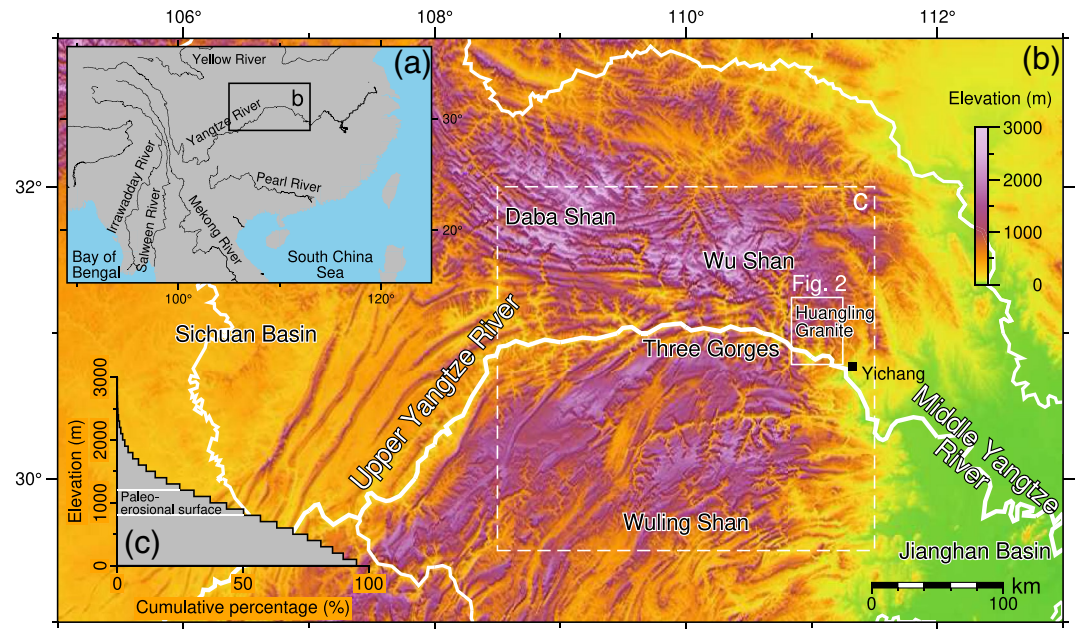 106°
108°
110°
112°
(a)
(b)
Yellow River
b
Yangtze River
Pearl River
Irrawadday River
Salween River
Mekong River
Bay of
Bengal
South China
Sea
30°
20°
100°
120°
Elevation (m)
3000
2000
1000
0
32°
30°
C
Daba Shan
Wu Shan
Fig. 2
Huangling
Granite
Sichuan Basin
Three Gorges
Yichang
Upper Yangtze River
Middle Yangtze
River
Wuling Shan
Jianghan Basin
Elevation (m)
3000
2000
1000
0
Paleo-
erosional surface
(c)
0
50
100
Cumulative percentage (%)
km
0
100